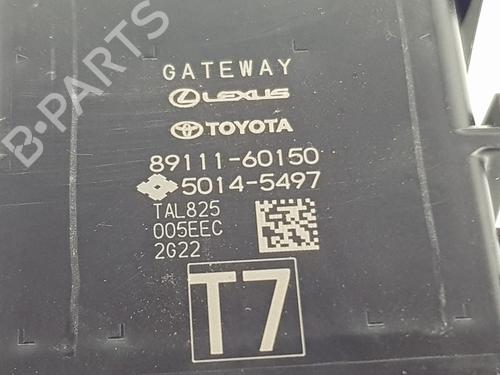 GATEWAY
LEXUS
TOYOTA
89111-60150
5014-5497
TAL825
005EEC
2G22
T7
B-PARTS